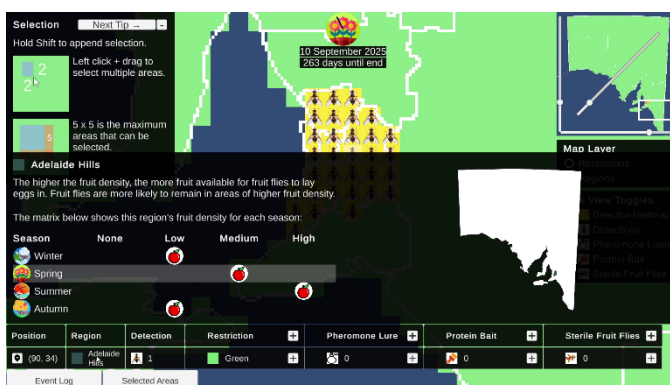 Selection
Next Tip →
-
Hold Shift to append selection.
2
2
Left click + drag to
select multiple areas.
5
5 x 5 is the maximum
areas that can be
selected.
10 September 2025
263 days until end
Map Layer
Restrictions
Regions
View Toggles
Detection Heatmap
Detections
Pheromone Lure
Protein Bait
Sterile Fruit Flies
Adelaide Hills
The higher the fruit density, the more fruit available for fruit flies to lay
eggs in. Fruit flies are more likely to remain in areas of higher fruit density.
The matrix below shows this region's fruit density for each season:
Season None Low Medium High
Winter
Spring
Summer
Autumn
Position Region Detection Restriction + Pheromone Lure + Protein Bait + Sterile Fruit Flies +
(90, 34) Adelaide Hills 1 Green 0 + 0 + 0
Event Log Selected Areas